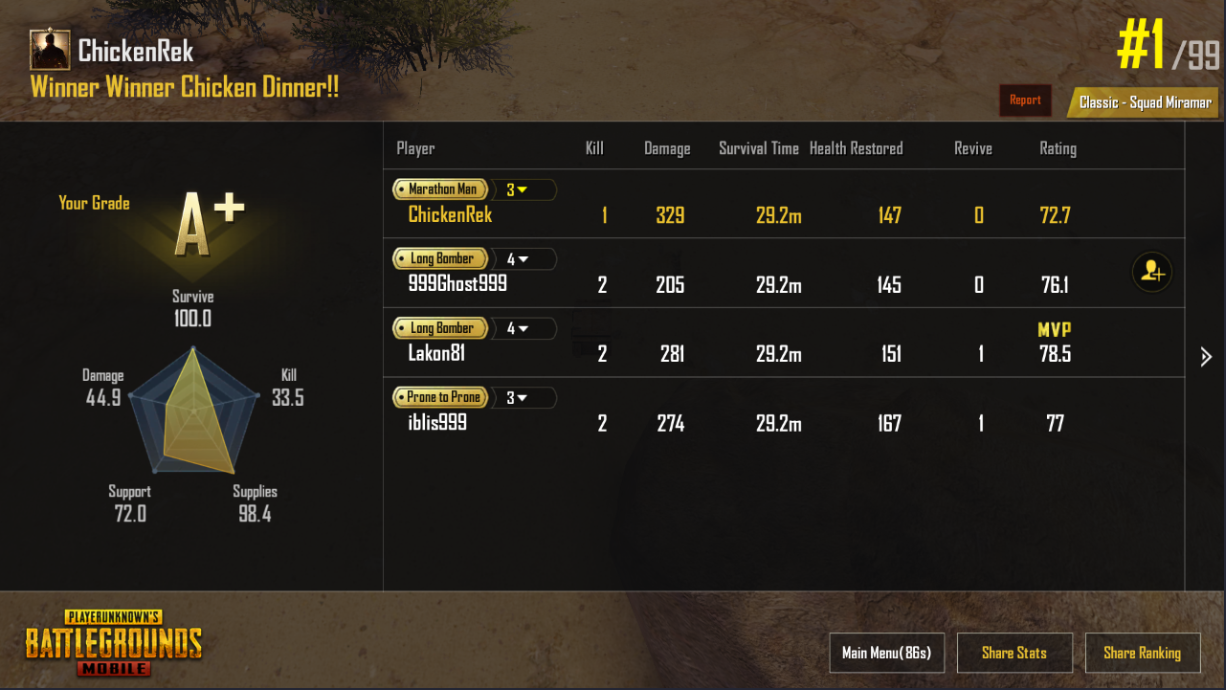 ChickenRek
Winner Winner Chicken Dinner!!
#1/99
Report
Classic - Squad Miramar
Your Grade
A+
Survive
100.0
Damage
44.9
Kill
33.5
Support
72.0
Supplies
98.4
Player Kill Damage Survival Time Health Restored Revive Rating
Marathon Man 3
ChickenRek 1 329 29.2m 147 0 72.7
Long Bomber 4
999Ghost999 2 205 29.2m 145 0 76.1
Long Bomber 4 MVP
Lakon81 2 281 29.2m 151 1 78.5
Prone to Prone 3
iblis999 2 274 29.2m 167 1 77
PLAYERUNKNOWN'S
BATTLEGROUNDS
MOBILE
Main Menu(86s)
Share Stats
Share Ranking